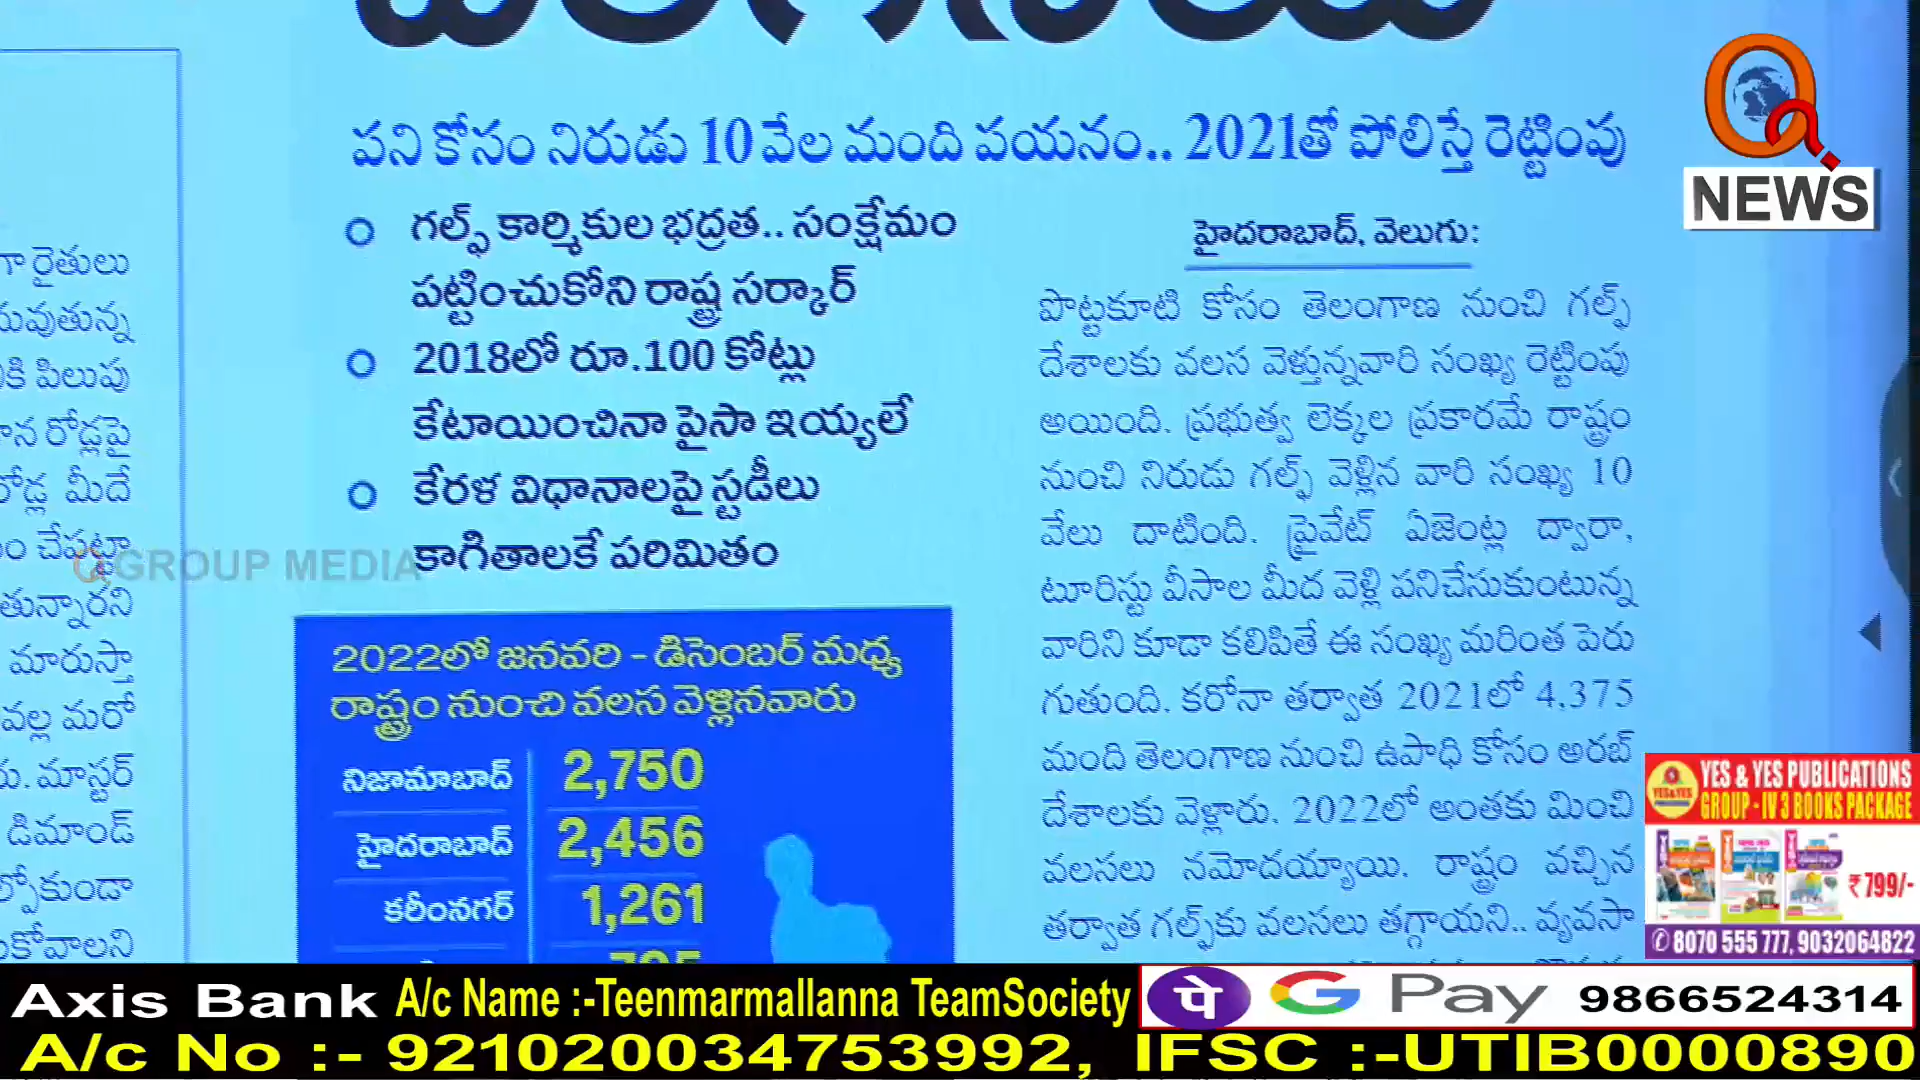 పని కోసం నిరుడు 10 వేల మంది పయనం.. 2021తో పోలిస్తే రెట్టింపు
గల్ఫ్ కార్మికుల భద్రత.. సంక్షేమం
పట్టించుకోని రాష్ట్ర సర్కార్
2018లో రూ.100 కోట్లు
కేటాయించినా పైసా ఇయ్యలే
కేరళ విధానాలపై స్టడీలు
కాగితాలకే పరిమితం
2022లో జనవరి - డిసెంబర్ మధ్య
రాష్ట్రం నుంచి వలస వెళ్లినవారు
నిజామాబాద్ 2,750
హైదరాబాద్ 2,456
కరీంనగర్ 1,261
హైదరాబాద్, వెలుగు:
పొట్టకూటి కోసం తెలంగాణ నుంచి గల్ఫ్
దేశాలకు వలస వెళ్తున్నవారి సంఖ్య రెట్టింపు
అయింది. ప్రభుత్వ లెక్కల ప్రకారమే రాష్ట్రం
నుంచి నిరుడు గల్ఫ్ వెళ్లిన వారి సంఖ్య 10
వేలు దాటింది. ప్రైవేట్ ఏజెంట్ల ద్వారా,
టూరిస్టు వీసాల మీద వెళ్లి పనిచేసుకుంటున్న
వారిని కూడా కలిపితే ఈ సంఖ్య మరింత పెరు
గుతుంది. కరోనా తర్వాత 2021లో 4,375
మంది తెలంగాణ నుంచి ఉపాధి కోసం అరబ్
దేశాలకు వెళ్లారు. 2022లో అంతకు మించి
వలసలు నమోదయ్యాయి. రాష్ట్రం వచ్చిన
తర్వాత గల్ఫ్‌కు వలసలు తగ్గాయని.. వ్యవసా
గా రైతులు
కి పిలుపు
రోడ్లపై
రోడ్ల మీదే
చేపట్టా
తున్నారని
మారుస్తా
వల్ల మరో
మాస్టర్
డిమాండ్
GROUP MEDIA
Q NEWS
YES & YES PUBLICATIONS
GROUP - IV 3 BOOKS PACKAGE
₹ 799/-
8070 555 777, 9032064822
Axis Bank A/c Name :-Teenmarmallanna TeamSociety
पे G Pay 9866524314
A/c No :- 921020034753992, IFSC :-UTIB0000890